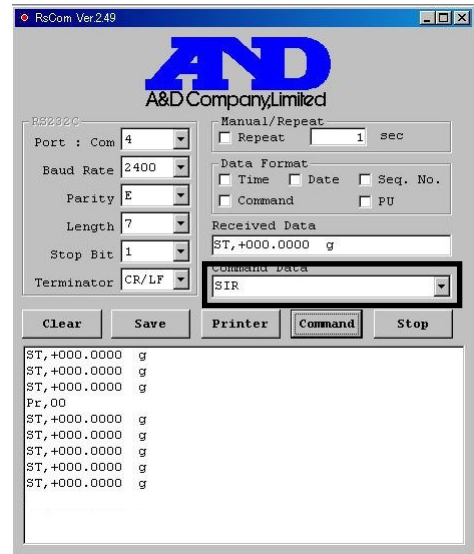 RsCom Ver.2.49
AND
A&D Company,Limited
RS232C
Port : Com 4
Baud Rate 2400
Parity E
Length 7
Stop Bit 1
Terminator CR/LF
Manual/Repeat
Repeat 1 sec
Data Format
Time Date Seq. No.
Command PU
Received Data
ST,+000.0000 g
Command Data
SIR
Clear Save Printer Command Stop
ST,+000.0000 g
ST,+000.0000 g
ST,+000.0000 g
Pr,00
ST,+000.0000 g
ST,+000.0000 g
ST,+000.0000 g
ST,+000.0000 g
ST,+000.0000 g